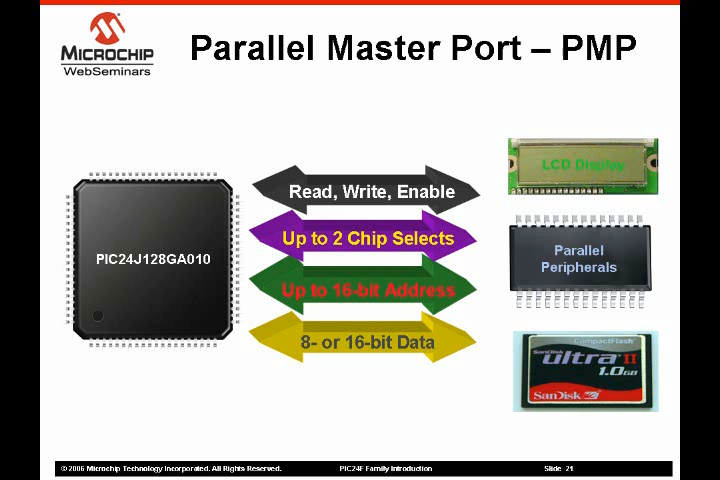 MICROCHIP
WebSeminars
Parallel Master Port – PMP
PIC24J128GA010
Read, Write, Enable
Up to 2 Chip Selects
Up to 16-bit Address
8- or 16-bit Data
LCD Display
Parallel
Peripherals
CompactFlash
SanDisk
ultra II
1.0GB
SanDisk
© 2006 Microchip Technology Incorporated. All Rights Reserved.
PIC24F Family Introduction
Slide 21